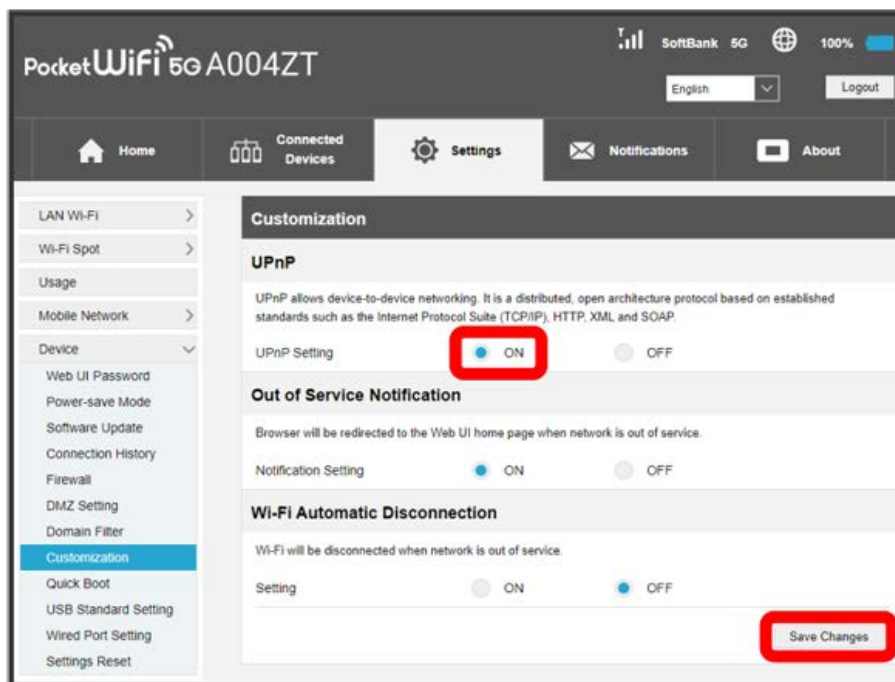 Pocket WiFi 5G A004ZT
SoftBank 5G 100%
English
Logout
Home
Connected Devices
Settings
Notifications
About
LAN Wi-Fi
Wi-Fi Spot
Usage
Mobile Network
Device
Web UI Password
Power-save Mode
Software Update
Connection History
Firewall
DMZ Setting
Domain Filter
Customization
Quick Boot
USB Standard Setting
Wired Port Setting
Settings Reset
Customization
UPnP
UPnP allows device-to-device networking. It is a distributed, open architecture protocol based on established
standards such as the Internet Protocol Suite (TCP/IP), HTTP, XML and SOAP.
UPnP Setting ON OFF
Out of Service Notification
Browser will be redirected to the Web UI home page when network is out of service.
Notification Setting ON OFF
Wi-Fi Automatic Disconnection
Wi-Fi will be disconnected when network is out of service.
Setting ON OFF
Save Changes